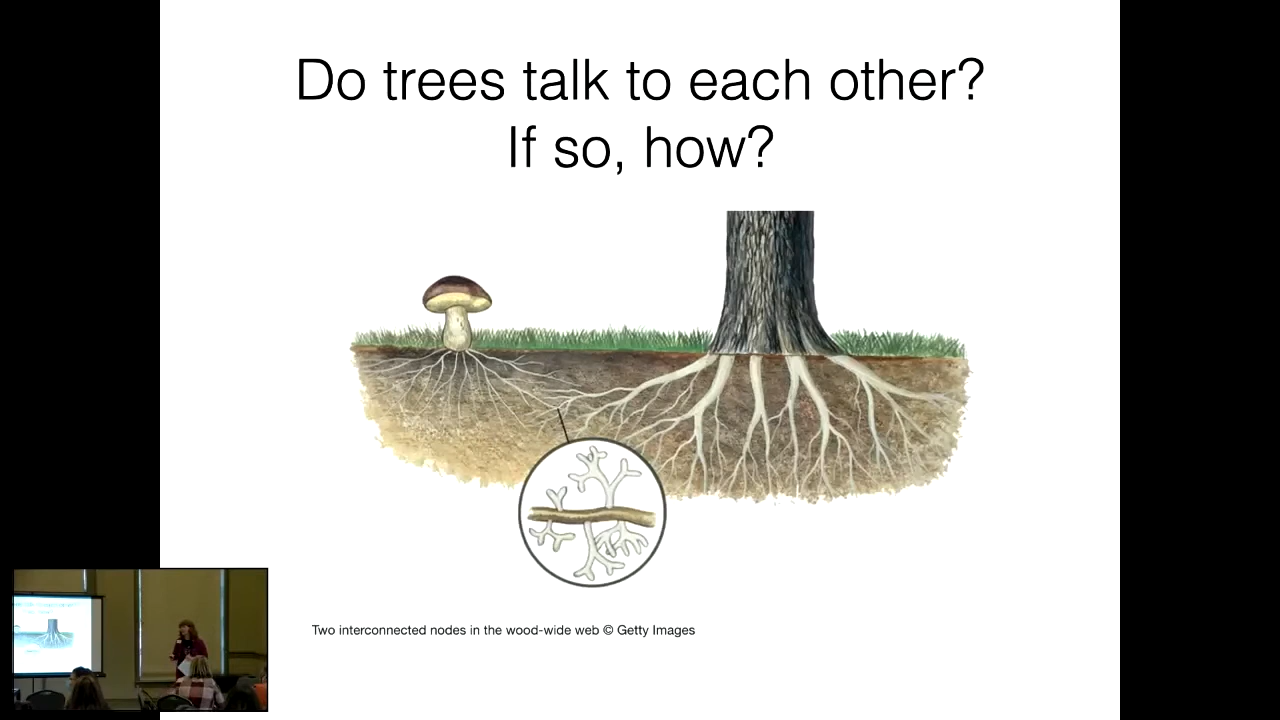 Do trees talk to each other?
If so, how?
Two interconnected nodes in the wood-wide web © Getty Images